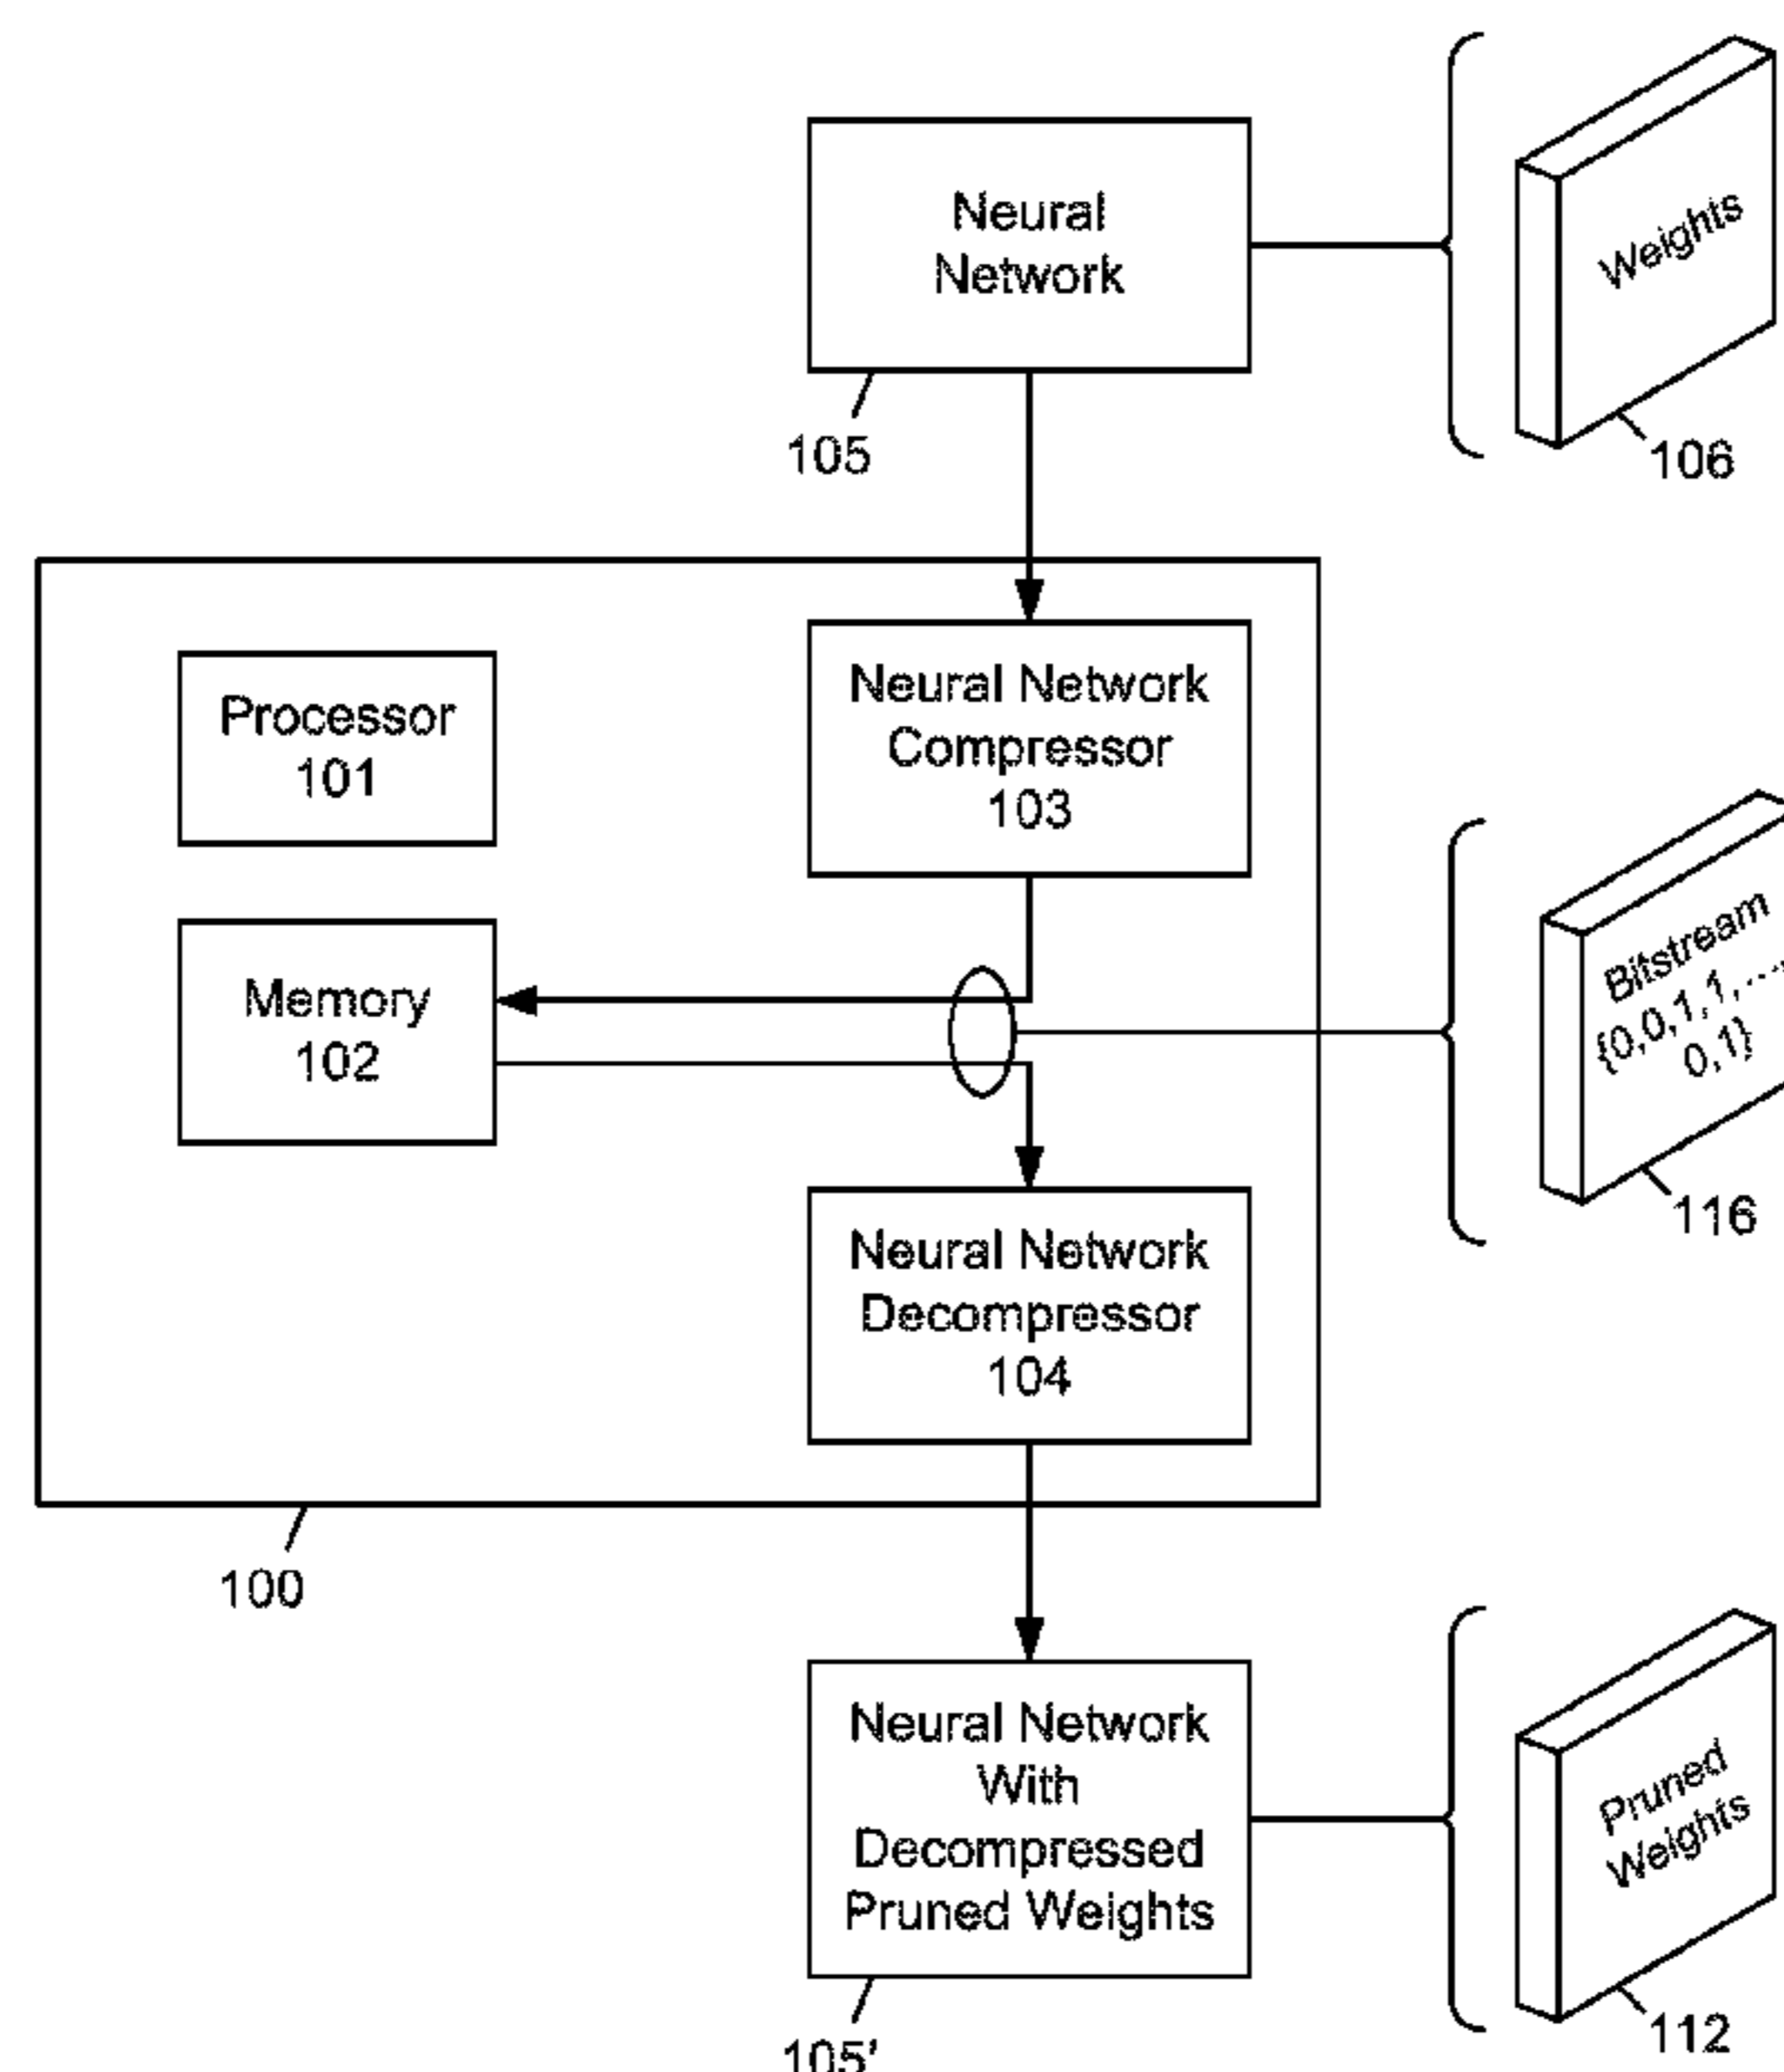 Neural
Network
Weights
105
106
Processor
101
Neural Network
Compressor
103
Memory
102
Bitstream
{0,0,1,1,...,
0,1}
116
Neural Network
Decompressor
104
100
Neural Network
With
Decompressed
Pruned Weights
Pruned
Weights
105'
112